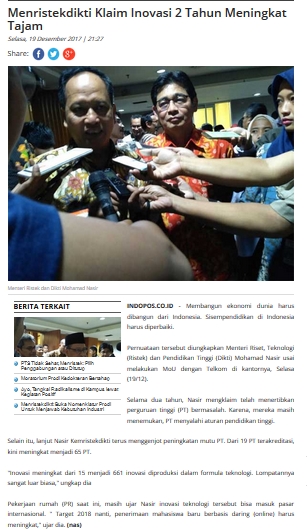 Menristekdikti Klaim Inovasi 2 Tahun Meningkat
Tajam
Selasa, 19 Desember 2017 | 21:27
Share:
Menteri Ristek dan Dikti Mohamad Nasir
BERITA TERKAIT
PTS Tidak Sehat, Menristek: Pilih
Penggabungan atau Ditutup
Moratorium Prodi Kedokteran Bertahap
Ayo, Tangkal Radikalisme di Kampus lewat
Kegiatan Positif
Menristekdikti Buka Nomenklatur Prodi
Untuk Menjawab Kebutuhan Industri
INDOPOS.CO.ID – Membangun ekonomi dunia harus
dibangun dari Indonesia. Sisempendidikan di Indonesia
harus diperbaiki.
Pernyataan tersebut diungkapkan Menteri Riset, Teknologi
(Ristek) dan Pendidikan Tinggi (Dikti) Mohamad Nasir usai
melakukan MoU dengan Telkom di kantornya, Selasa
(19/12).
Selama dua tahun, Nasir mengklaim telah menertibkan
perguruan tinggi (PT) bermasalah. Karena, mereka masih
menemukan, PT menyalahi aturan pendidikan tinggi.
Selain itu, lanjut Nasir Kemristekdikti terus menggenjot peningkatan mutu PT. Dari 19 PT terakreditasi,
kini meningkat menjadi 65 PT.
"Inovasi meningkat dari 15 menjadi 661 inovasi diproduksi dalam formula teknologi. Lompatannya
sangat luar biasa," ungkap dia
Pekerjaan rumah (PR) saat ini, masih ujar Nasir inovasi teknologi tersebut bisa masuk pasar
internasional. " Target 2018 nanti, penerimaan mahasiswa baru berbasis daring (online) harus
meningkat," ujar dia. (nas)